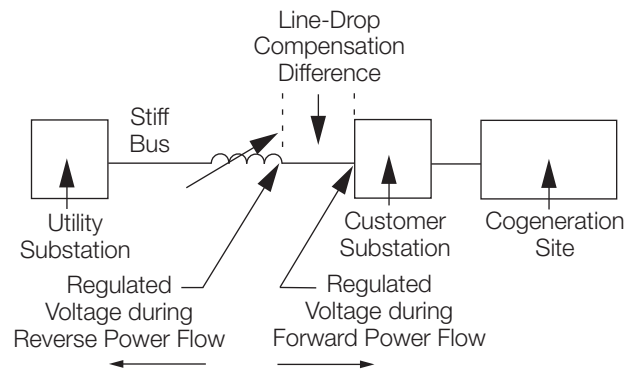 Line-Drop
Compensation
Difference
Stiff
Bus
Utility
Substation
Customer
Substation
Cogeneration
Site
Regulated
Voltage during
Reverse Power Flow
Regulated
Voltage during
Forward Power Flow